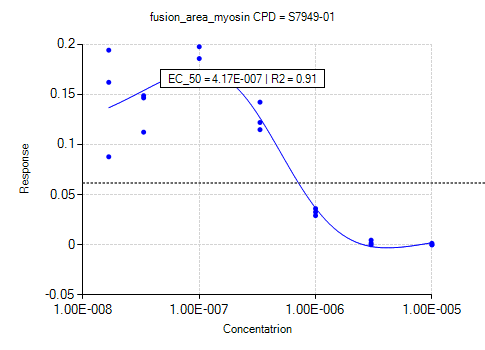 fusion_area_myosin CPD = S7949-01
0.2
EC_50 = 4.17E-007 | R2 = 0.91
0.15
0.1
0.05
0
-0.05
Response
1.00E-008 1.00E-007 1.00E-006 1.00E-005
Concentatrion